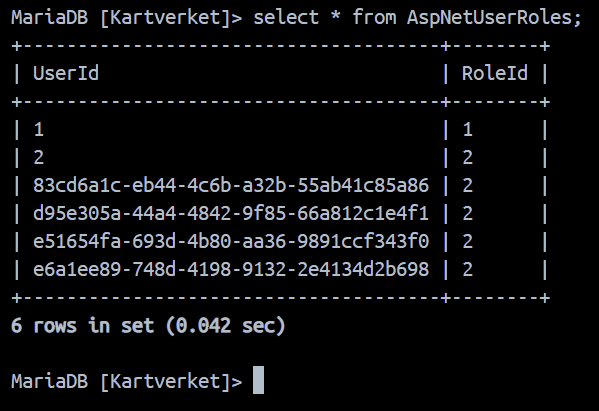 MariaDB [Kartverket]> select * from AspNetUserRoles;
+--------------------------------------+--------+
| UserId                               | RoleId |
+--------------------------------------+--------+
| 1                                    | 1      |
| 2                                    | 2      |
| 83cd6a1c-eb44-4c6b-a32b-55ab41c85a86 | 2      |
| d95e305a-44a4-4842-9f85-66a812c1e4f1 | 2      |
| e51654fa-693d-4b80-aa36-9891ccf343f0 | 2      |
| e6a1ee89-748d-4198-9132-2e4134d2b698 | 2      |
+--------------------------------------+--------+
6 rows in set (0.042 sec)
MariaDB [Kartverket]>